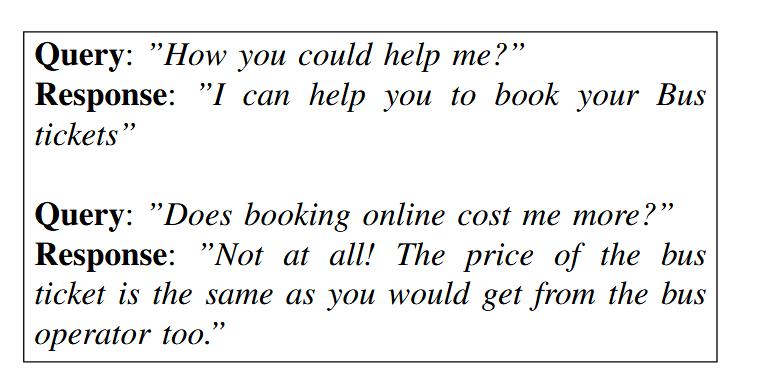 Query: ”How you could help me?”
Response: ”I can help you to book your Bus
tickets”
Query: ”Does booking online cost me more?”
Response: ”Not at all! The price of the bus
ticket is the same as you would get from the bus
operator too.”